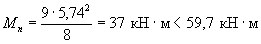 Mп = 9 · 5,74² / 8 = 37 кН · м < 59,7 кН · м